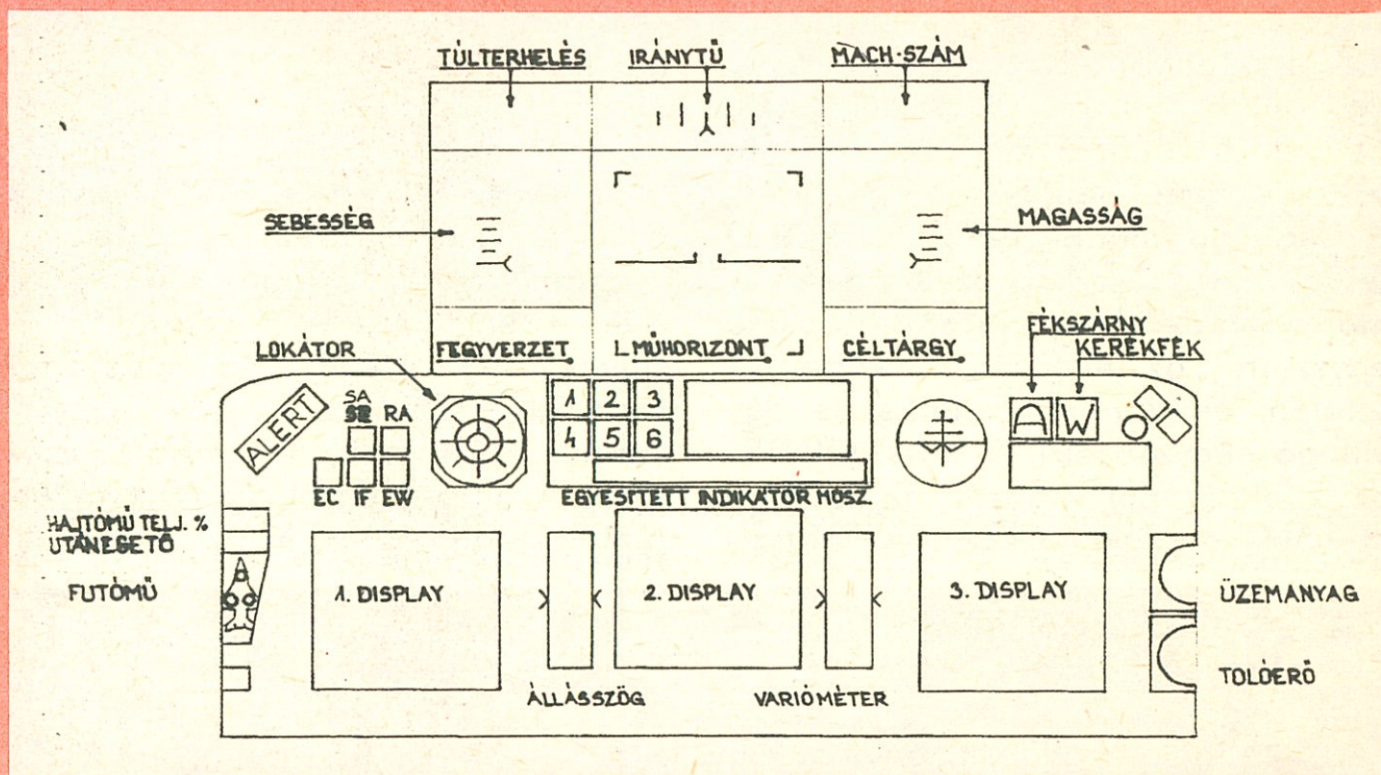 TÚLTERHELÉS IRÁNYTŰ MACH-SZÁM
SEBESSÉG
MAGASSÁG
FEGYVERZET MŰHORIZONT CÉLTÁRGY
LOKÁTOR
FÉKSZÁRNY
KERÉKFÉK
ALERT
SA
RA
EC IF EW
1 2 3
4 5 6
A W
EGYESÍTETT INDIKÁTOR MŰSZ.
HAJTÓMŰ TELJ. %
UTÁNÉGETŐ
FUTÓMŰ
1. DISPLAY
2. DISPLAY
3. DISPLAY
ÜZEMANYAG
TOLÓERŐ
ÁLLÁSSZÖG
VARIÓMÉTER